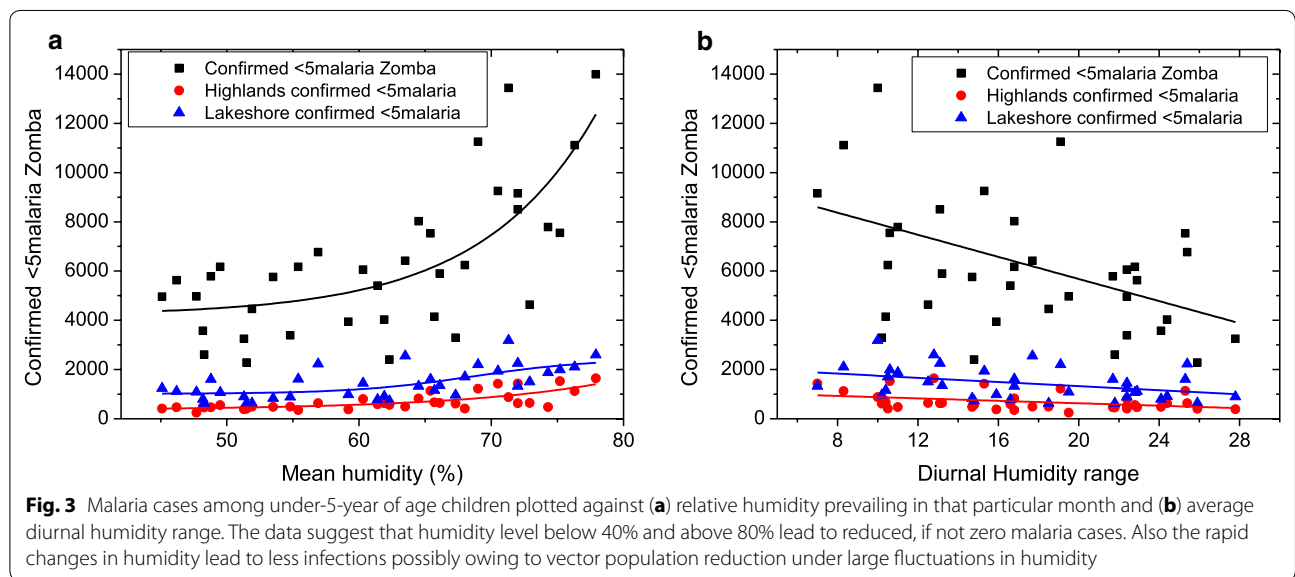 a
Confirmed <5malaria Zomba
Highlands confirmed <5malaria
Lakeshore confirmed <5malaria
14000
12000
10000
8000
6000
4000
2000
0
Confirmed <5malaria Zomba
50
60
70
80
Mean humidity (%)
b
Confirmed <5malaria Zomba
Highlands confirmed <5malaria
Lakeshore confirmed <5malaria
14000
12000
10000
8000
6000
4000
2000
0
Confirmed <5malaria Zomba
8
12
16
20
24
28
Diurnal Humidity range
Fig. 3 Malaria cases among under-5-year of age children plotted against (a) relative humidity prevailing in that particular month and (b) average
diurnal humidity range. The data suggest that humidity level below 40% and above 80% lead to reduced, if not zero malaria cases. Also the rapid
changes in humidity lead to less infections possibly owing to vector population reduction under large fluctuations in humidity